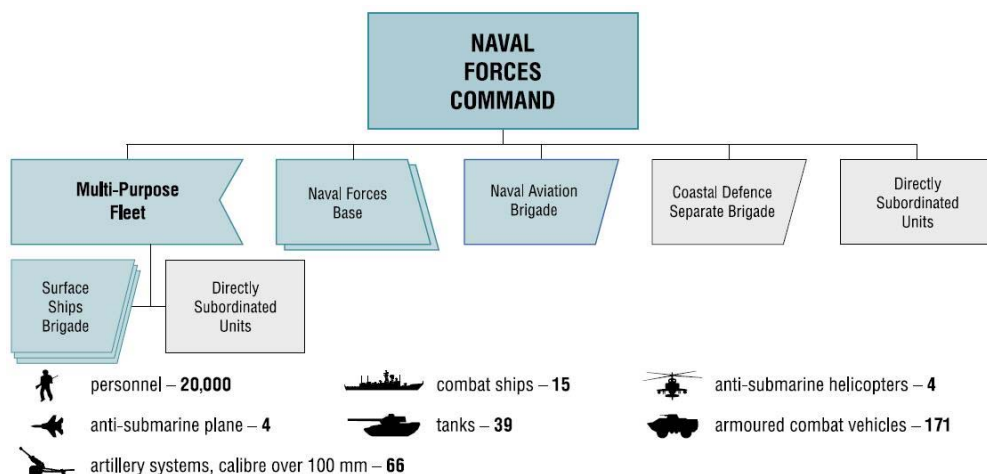 NAVAL
FORCES
COMMAND
Multi-Purpose
Fleet
Naval Forces
Base
Naval Aviation
Brigade
Coastal Defence
Separate Brigade
Directly
Subordinated
Units
Surface
Ships
Brigade
Directly
Subordinated
Units
personnel – 20,000
combat ships – 15
anti-submarine helicopters – 4
anti-submarine plane – 4
tanks – 39
armoured combat vehicles – 171
artillery systems, calibre over 100 mm – 66